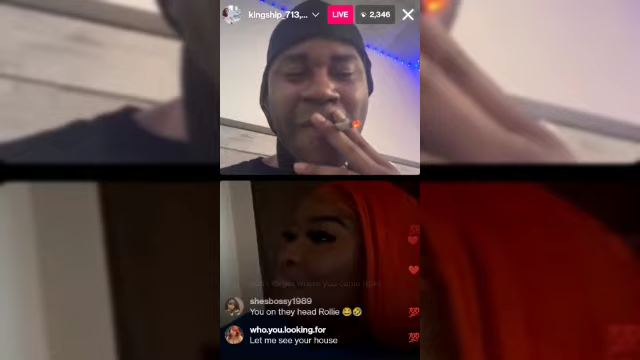 kingship_713,...
LIVE
2,346
shesbossy1989
You on they head Rollie 😂🤣
who.you.looking.for
Let me see your house